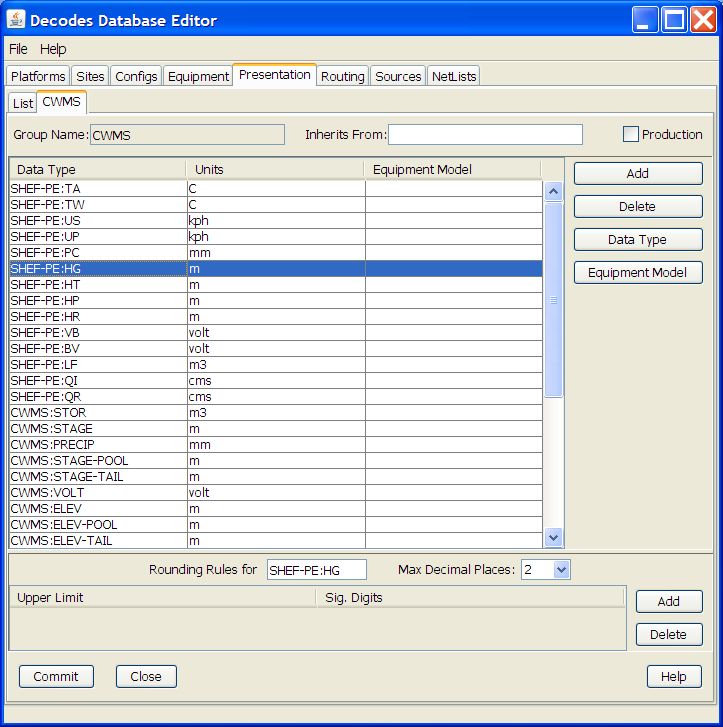 Decodes Database Editor
File Help
Platforms Sites Configs Equipment Presentation Routing Sources NetLists
List CWMS
Group Name: CWMS Inherits From: Production
Data Type Units Equipment Model
SHEF-PE:TA C
SHEF-PE:TW C
SHEF-PE:US kph
SHEF-PE:UP kph
SHEF-PE:PC mm
SHEF-PE:HG m
SHEF-PE:HT m
SHEF-PE:HP m
SHEF-PE:HR m
SHEF-PE:VB volt
SHEF-PE:BV volt
SHEF-PE:LF m3
SHEF-PE:QI cms
SHEF-PE:QR cms
CWMS:STOR m3
CWMS:STAGE m
CWMS:PRECIP mm
CWMS:STAGE-POOL m
CWMS:STAGE-TAIL m
CWMS:VOLT volt
CWMS:ELEV m
CWMS:ELEV-POOL m
CWMS:ELEV-TAIL m
Add
Delete
Data Type
Equipment Model
Rounding Rules for SHEF-PE:HG Max Decimal Places: 2
Upper Limit Sig. Digits
Add
Delete
Commit Close Help